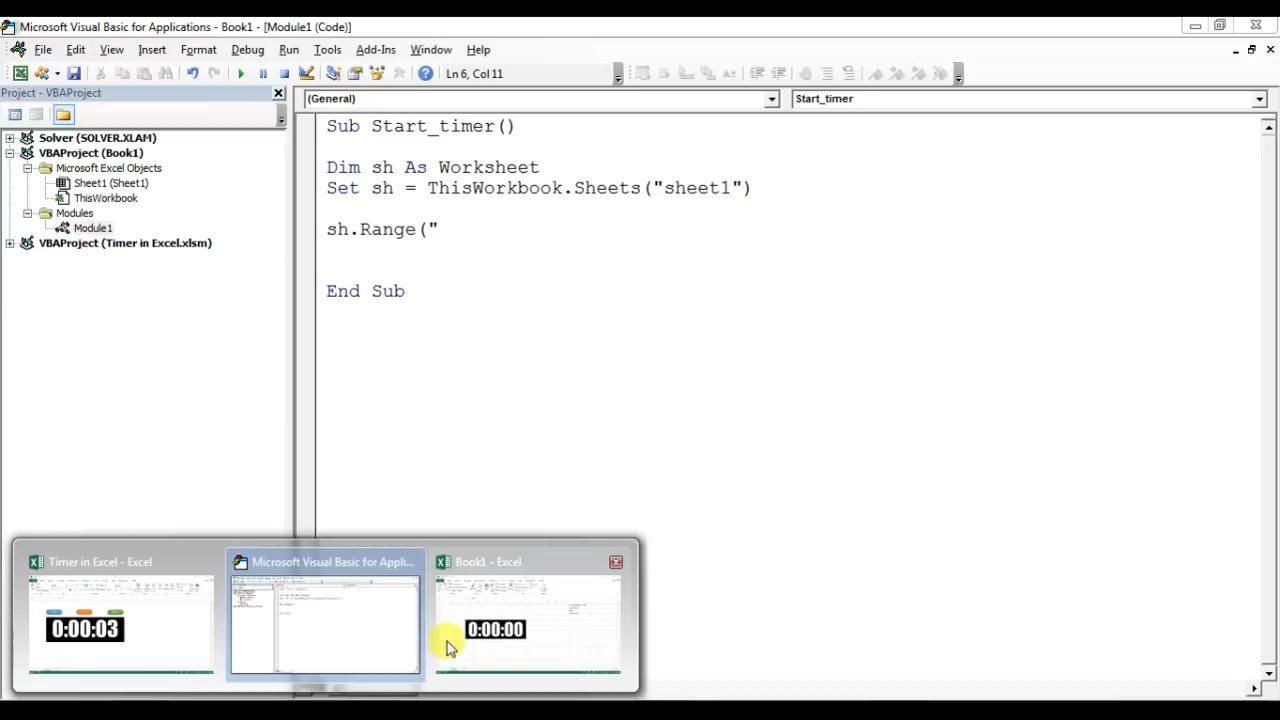 Microsoft Visual Basic for Applications - Book1 - [Module1 (Code)]
File Edit View Insert Format Debug Run Tools Add-Ins Window Help
Ln 6, Col 11
Project - VBAProject
(General) Start_timer
Solver (SOLVER.XLAM)
VBAProject (Book1)
Microsoft Excel Objects
Sheet1 (Sheet1)
ThisWorkbook
Modules
Module1
VBAProject (Timer in Excel.xlsm)
Sub Start_timer()
Dim sh As Worksheet
Set sh = ThisWorkbook.Sheets("sheet1")
sh.Range("
End Sub
Timer in Excel - Excel
0:00:03
Microsoft Visual Basic for Appli...
Book1 - Excel
0:00:00